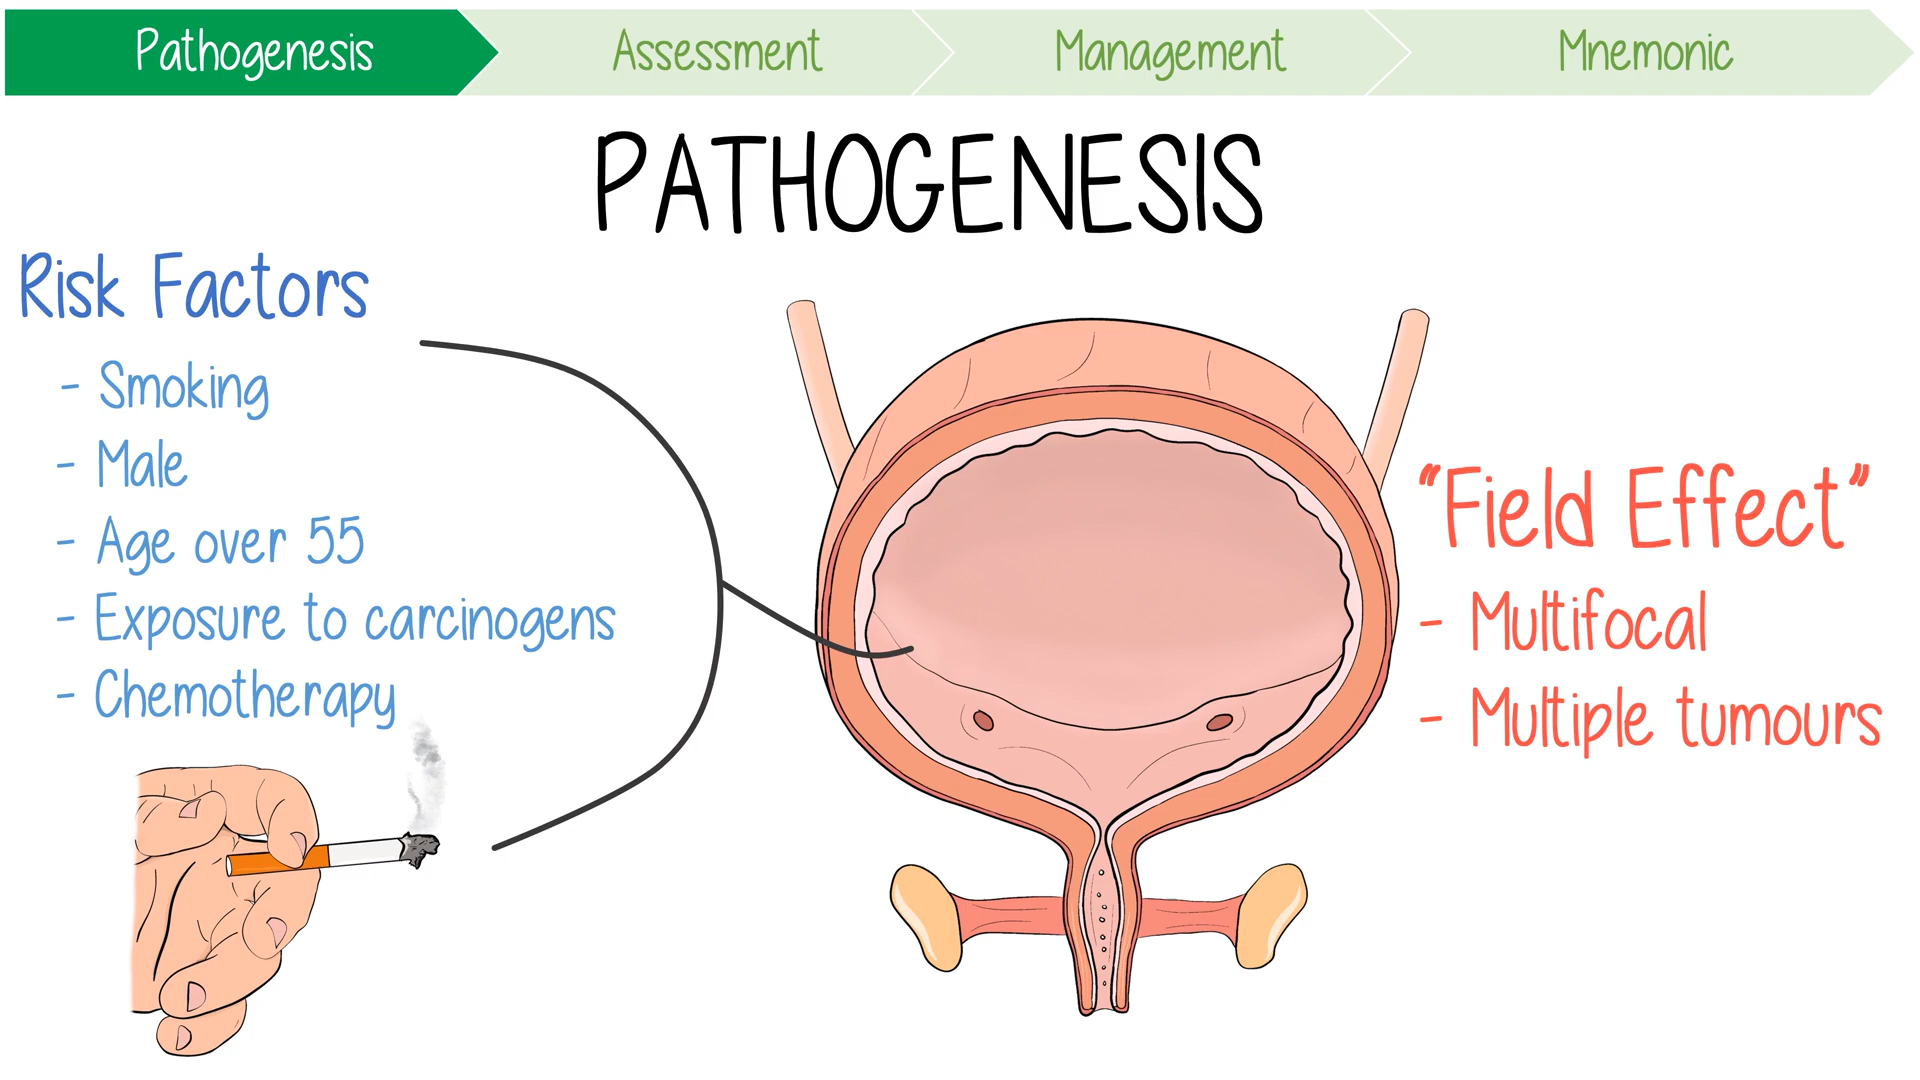 Pathogenesis
Assessment
Management
Mnemonic
PATHOGENESIS
Risk Factors
- Smoking
- Male
- Age over 55
- Exposure to carcinogens
- Chemotherapy
"Field Effect"
- Multifocal
- Multiple tumours